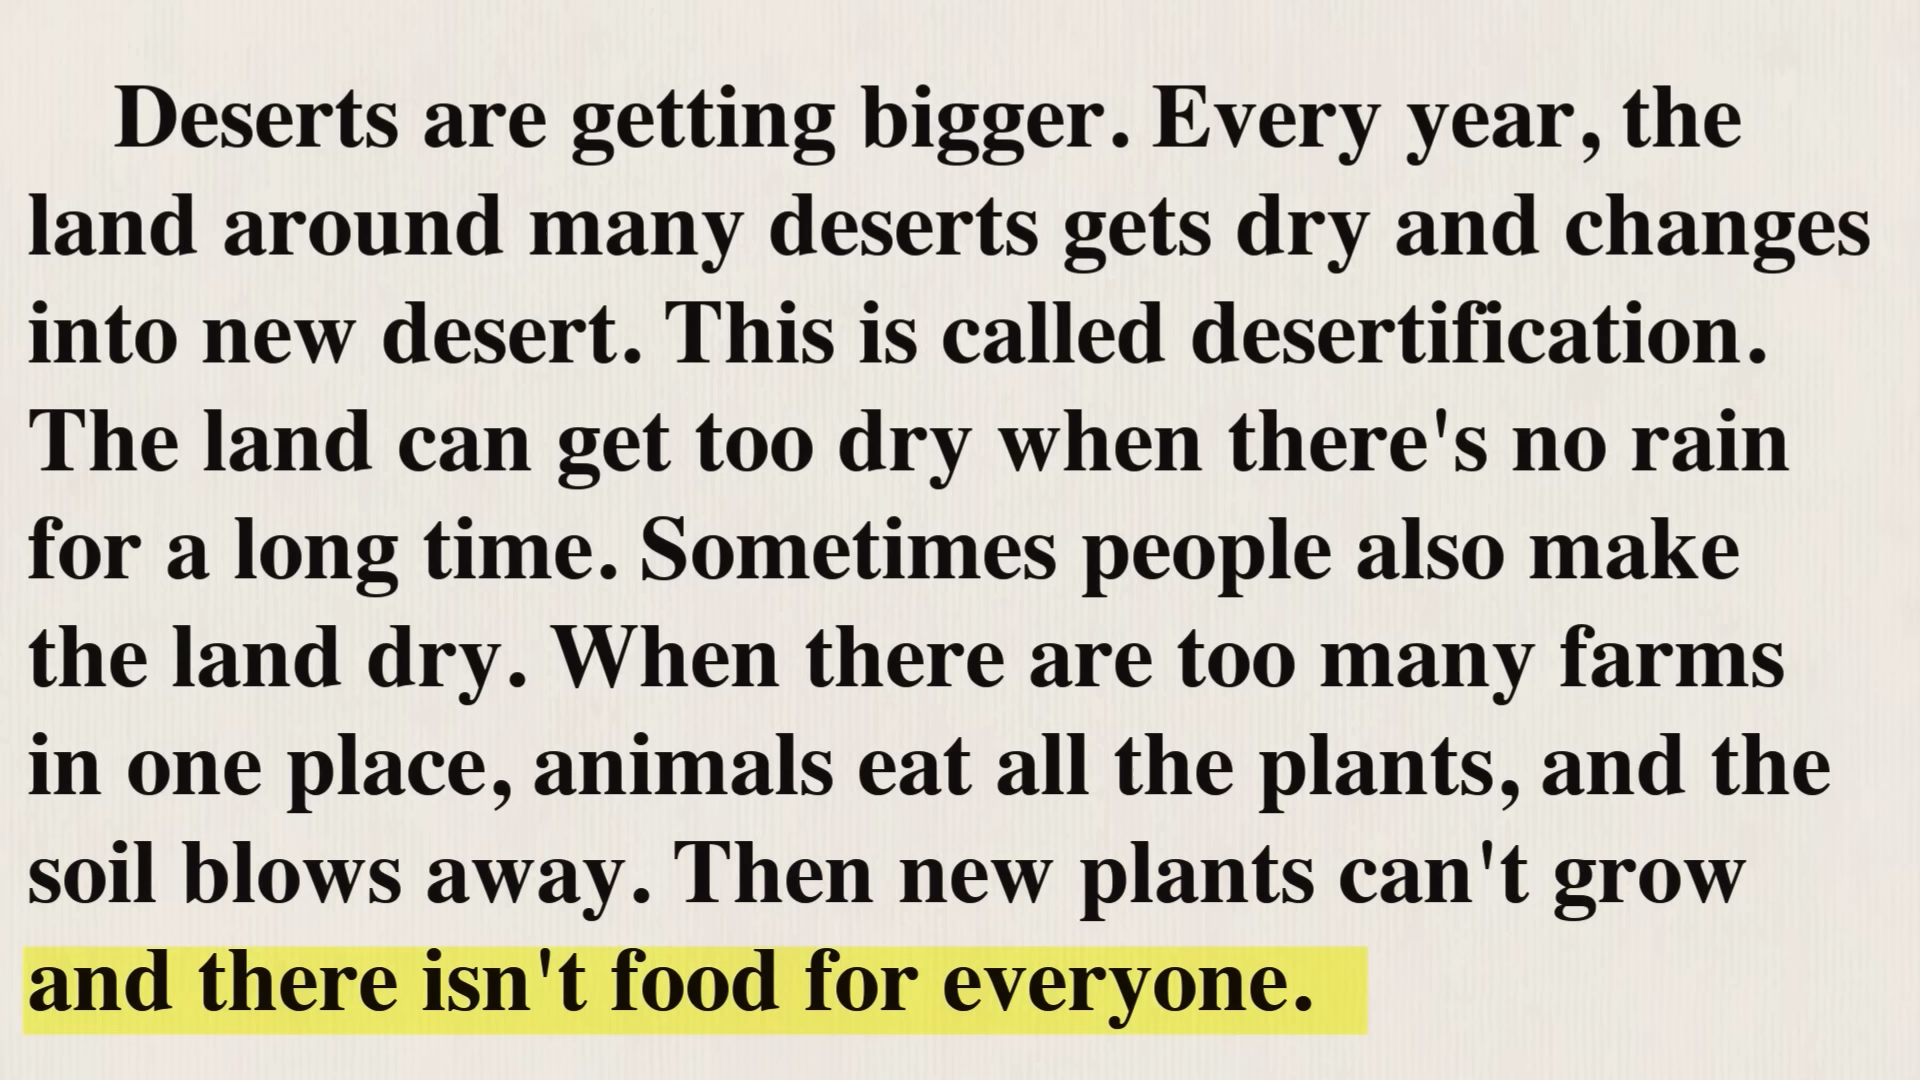 Deserts are getting bigger. Every year, the
land around many deserts gets dry and changes
into new desert. This is called desertification.
The land can get too dry when there's no rain
for a long time. Sometimes people also make
the land dry. When there are too many farms
in one place, animals eat all the plants, and the
soil blows away. Then new plants can't grow
and there isn't food for everyone.